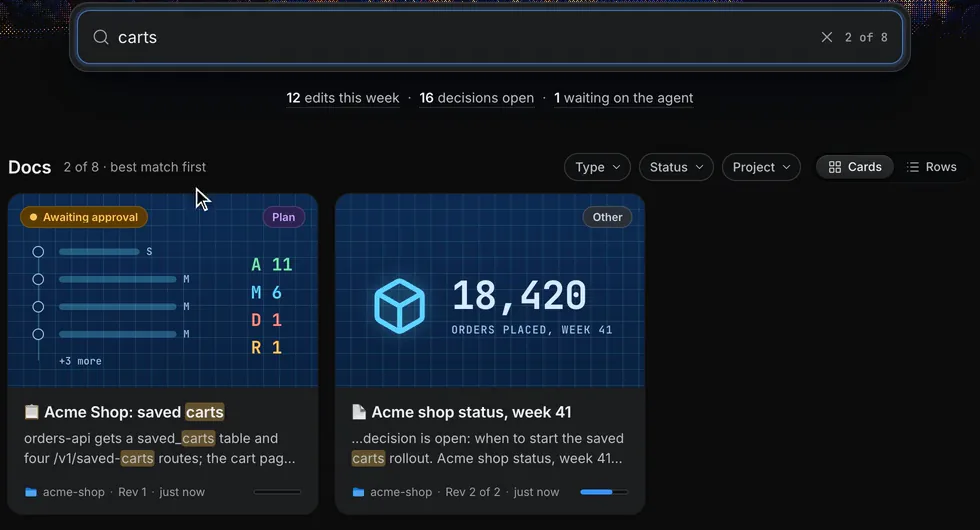 carts
2 of 8
12 edits this week · 16 decisions open · 1 waiting on the agent
Docs 2 of 8 · best match first
Type
Status
Project
Cards
Rows
Awaiting approval
Plan
S
M
M
M
+3 more
A 11
M 6
D 1
R 1
Acme Shop: saved carts
orders-api gets a saved_carts table and
four /v1/saved-carts routes; the cart pag...
acme-shop · Rev 1 · just now
Other
18,420
ORDERS PLACED, WEEK 41
Acme shop status, week 41
...decision is open: when to start the saved
carts rollout. Acme shop status, week 41...
acme-shop · Rev 2 of 2 · just now